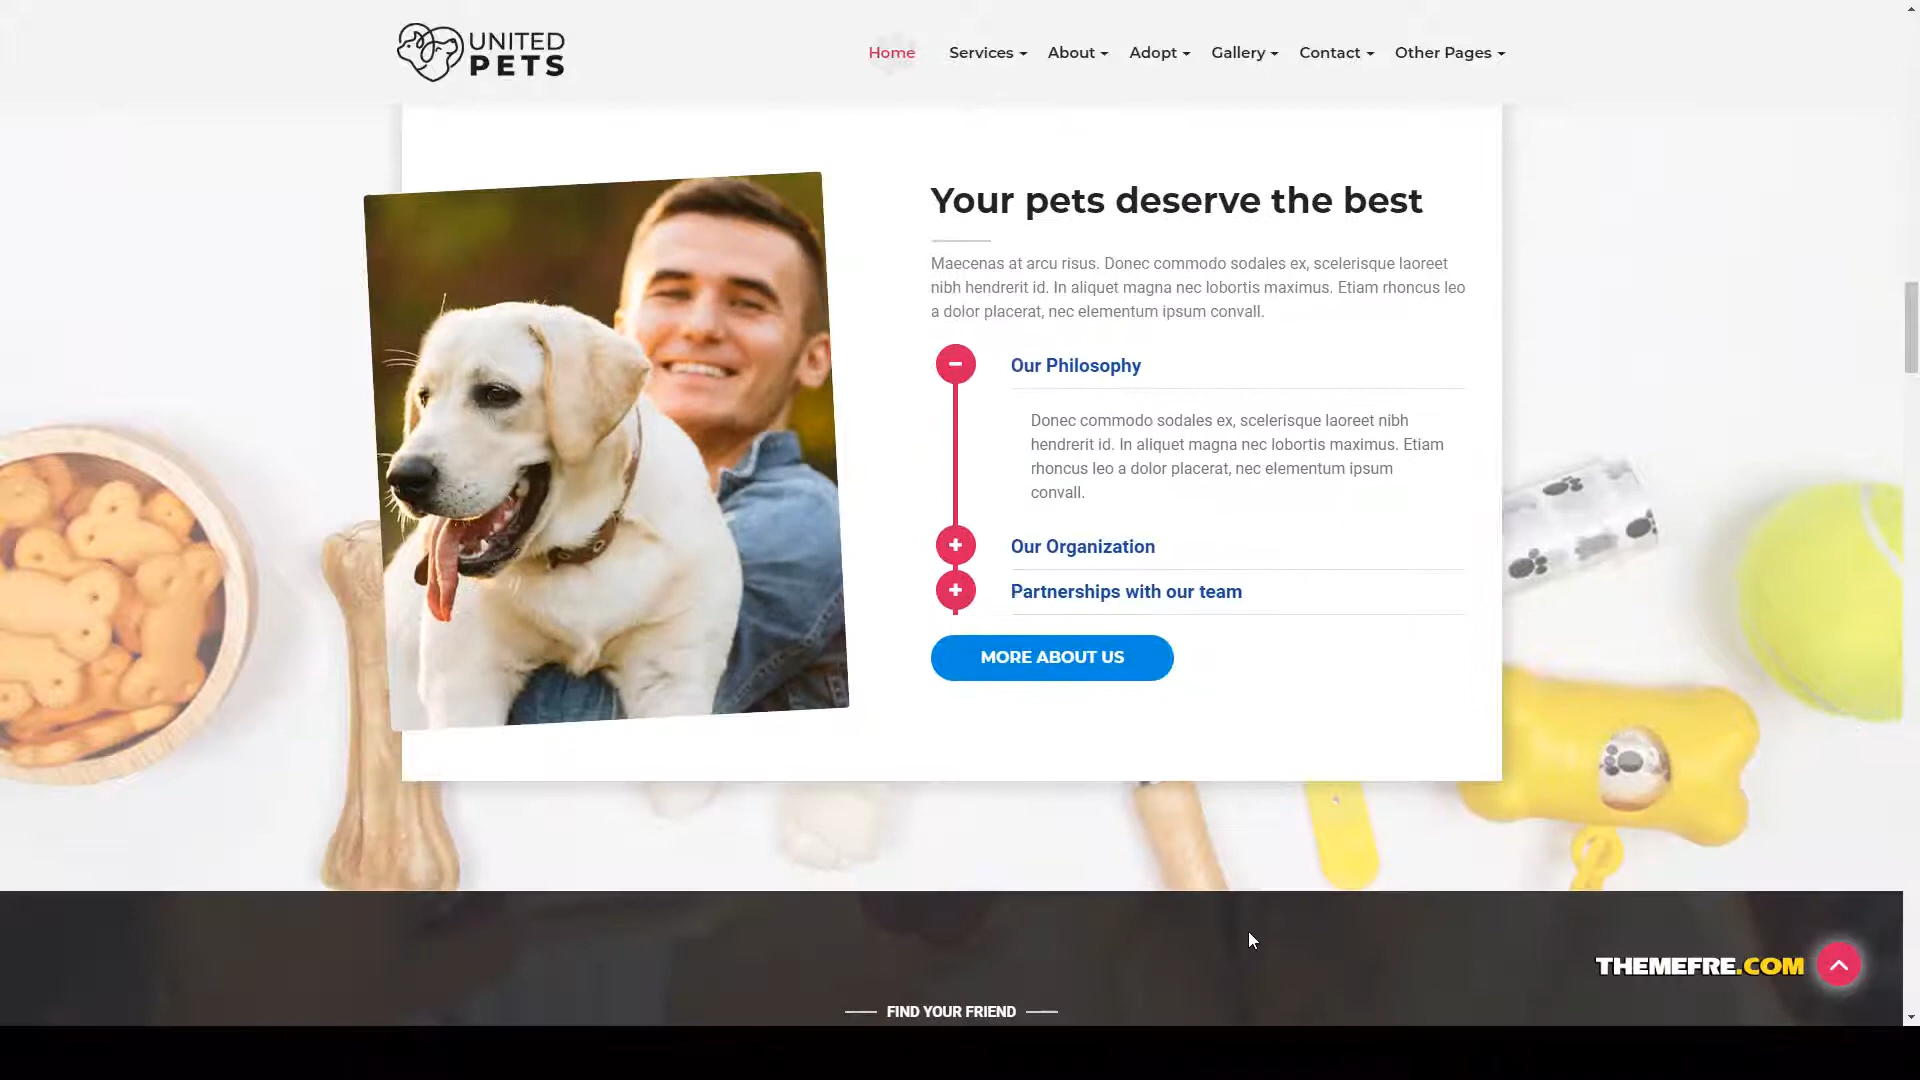 UNITED
PETS
Home Services About Adopt Gallery Contact Other Pages
Your pets deserve the best
Maecenas at arcu risus. Donec commodo sodales ex, scelerisque laoreet
nibh hendrerit id. In aliquet magna nec lobortis maximus. Etiam rhoncus leo
a dolor placerat, nec elementum ipsum convall.
Our Philosophy
Donec commodo sodales ex, scelerisque laoreet nibh
hendrerit id. In aliquet magna nec lobortis maximus. Etiam
rhoncus leo a dolor placerat, nec elementum ipsum
convall.
Our Organization
Partnerships with our team
MORE ABOUT US
THEMEFRE.COM
FIND YOUR FRIEND